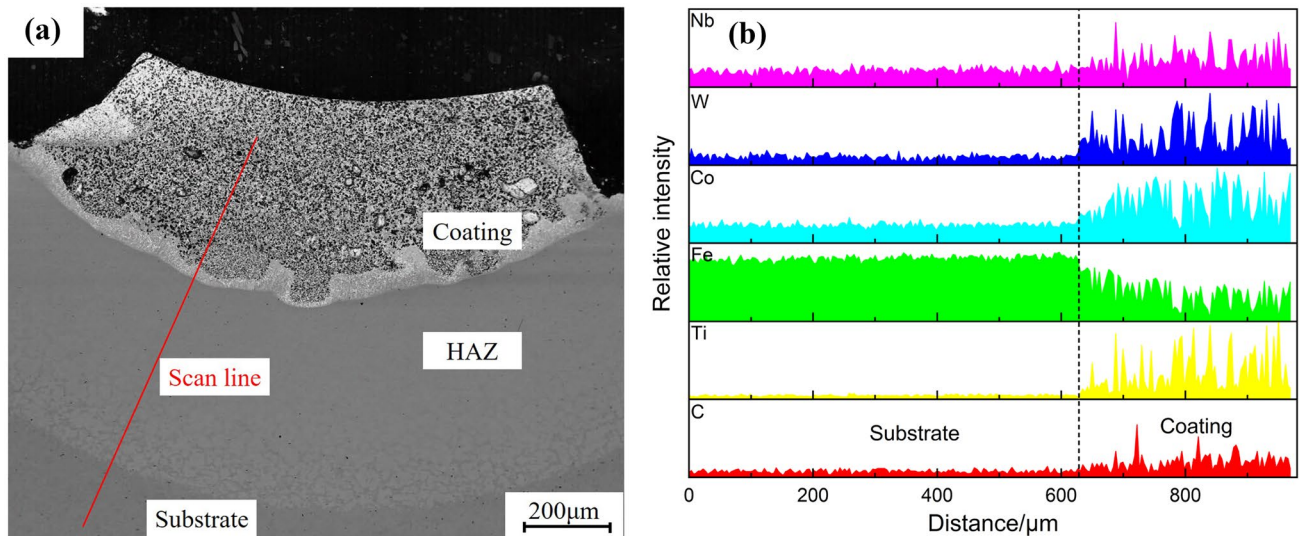 (a)
Coating
HAZ
Scan line
Substrate
200μm
(b)
Relative intensity
Nb
W
Co
Fe
Ti
C
Substrate
Coating
0 200 400 600 800
Distance/μm